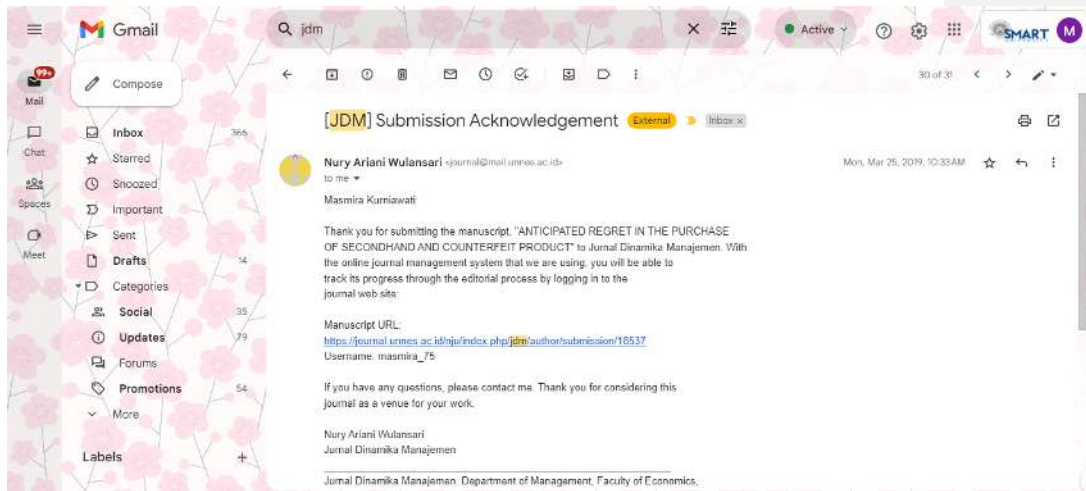 Gmail
jdm
Active
SMART
M
99+
Mail
Compose
30 of 31
Chat
Inbox 366
[JDM] Submission Acknowledgement External Inbox x
Starred
Nury Ariani Wulansari <journal@mail.unnes.ac.id>
Mon, Mar 25, 2019, 10:33 AM
to me
Spaces
Snoozed
Important
Masmira Kurniawati:
Meet
Sent
Thank you for submitting the manuscript, "ANTICIPATED REGRET IN THE PURCHASE
OF SECONDHAND AND COUNTERFEIT PRODUCT" to Jurnal Dinamika Manajemen. With
the online journal management system that we are using, you will be able to
track its progress through the editorial process by logging in to the
journal web site:
Drafts 14
Categories
Social 35
Manuscript URL:
https://journal.unnes.ac.id/nju/index.php/jdm/author/submission/18537
Username: masmira_75
Updates 79
Forums
Promotions 54
More
If you have any questions, please contact me. Thank you for considering this
journal as a venue for your work.
Nury Ariani Wulansari
Jurnal Dinamika Manajemen
Labels
Jurnal Dinamika Manajemen, Department of Management, Faculty of Economics,